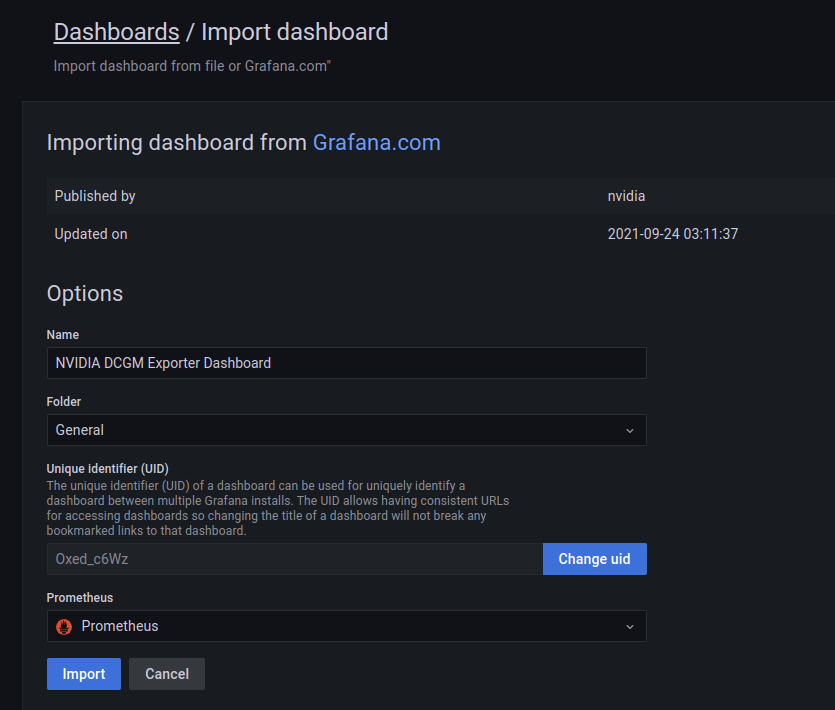 Dashboards / Import dashboard
Import dashboard from file or Grafana.com"
Importing dashboard from Grafana.com
Published by nvidia
Updated on 2021-09-24 03:11:37
Options
Name
NVIDIA DCGM Exporter Dashboard
Folder
General
Unique identifier (UID)
The unique identifier (UID) of a dashboard can be used for uniquely identify a
dashboard between multiple Grafana installs. The UID allows having consistent URLs
for accessing dashboards so changing the title of a dashboard will not break any
bookmarked links to that dashboard.
Oxed_c6Wz Change uid
Prometheus
Prometheus
Import Cancel